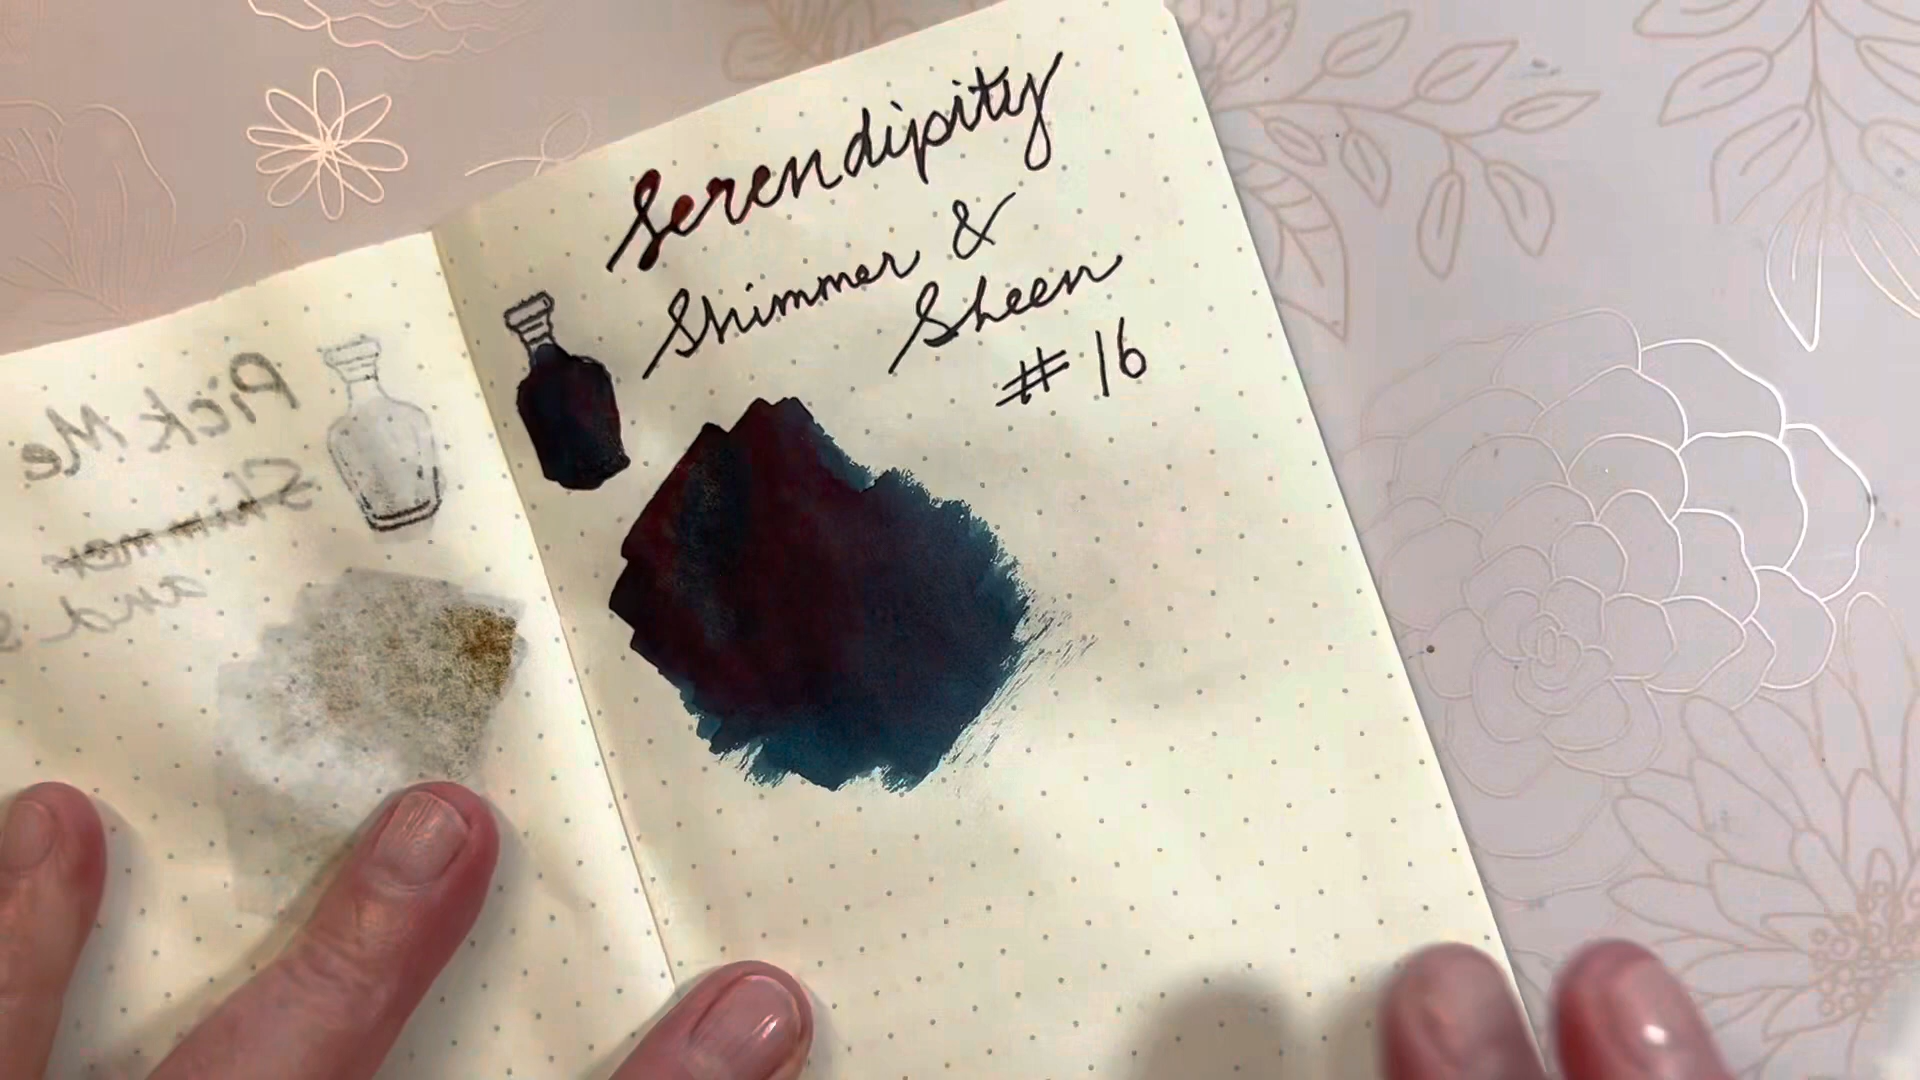 Serendipity
Shimmer &
Sheen
# 16
Pick Me
Shimmer
and